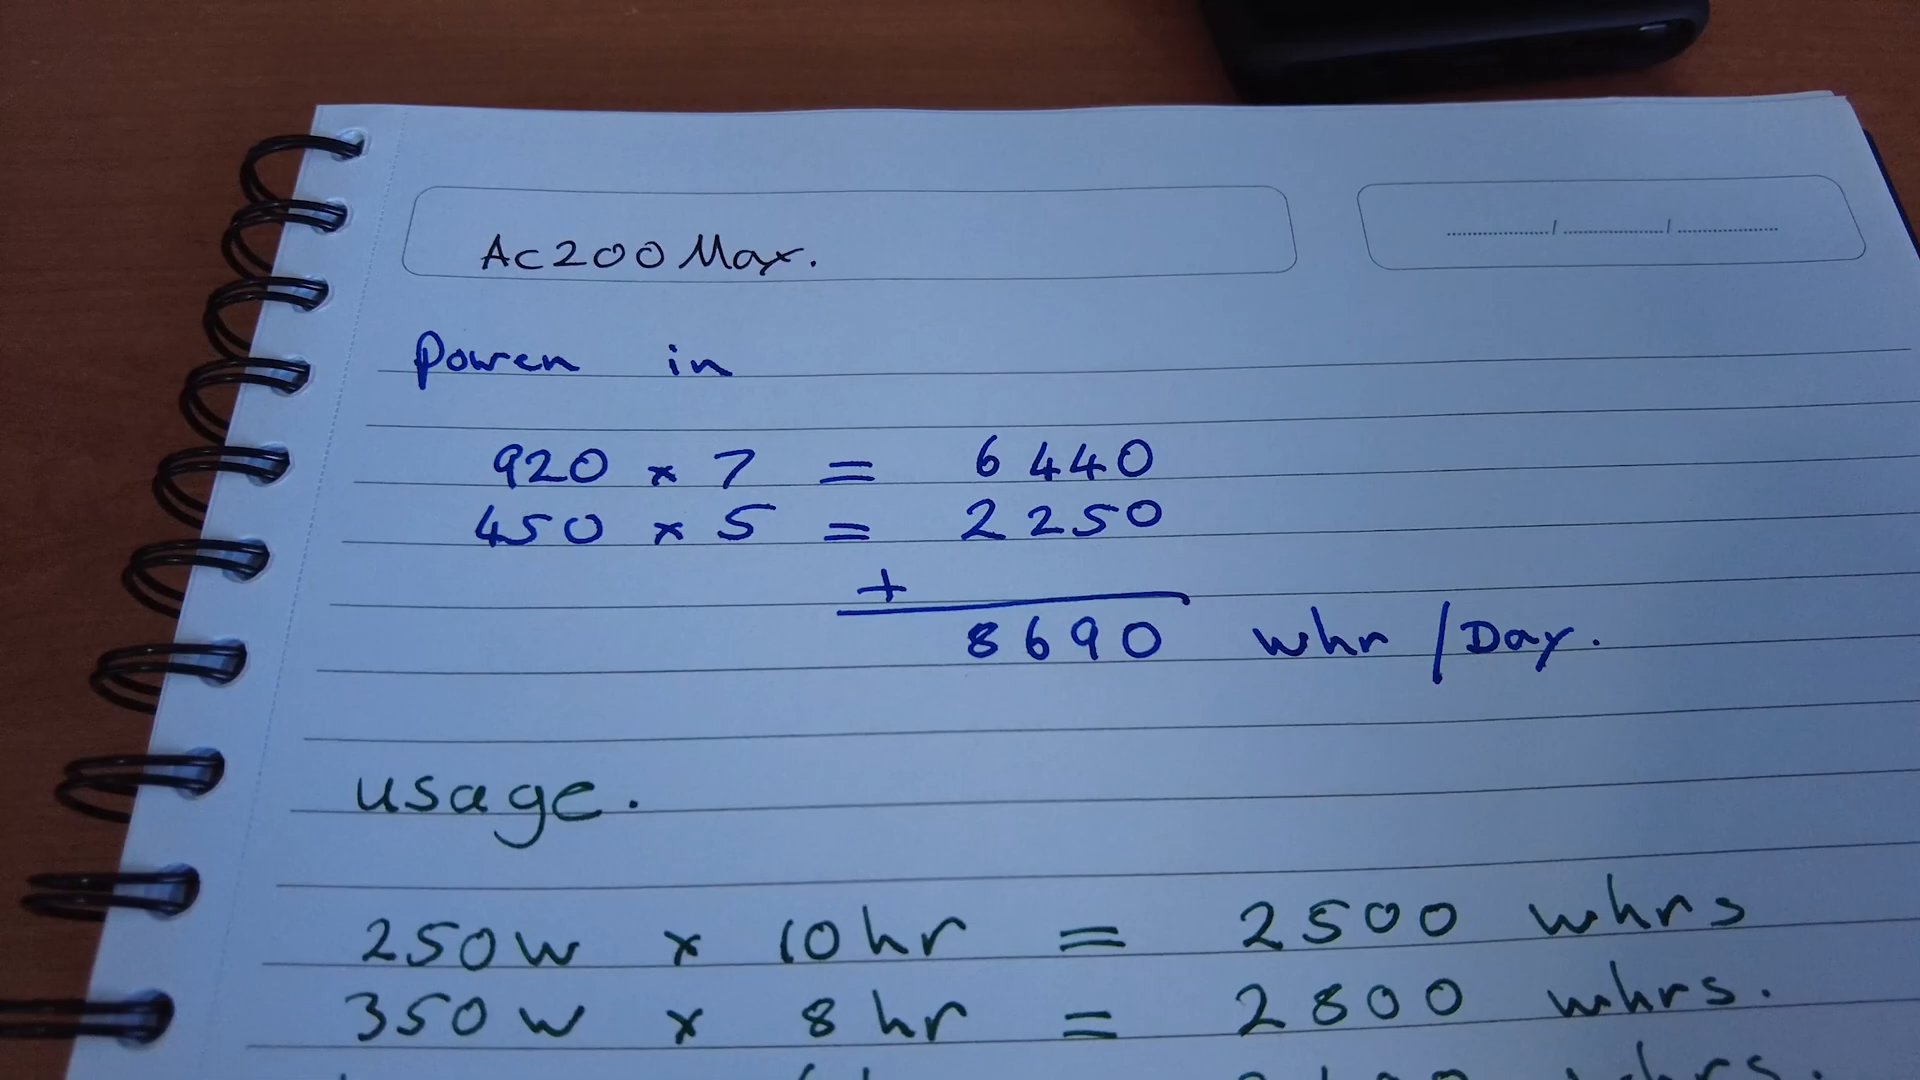 Ac200 Max.
Power in
920 x 7 = 6440
450 x 5 = 2250
+
8690 whr / Day.
usage.
250w x 10hr = 2500 whrs
350w x 8hr = 2800 whrs.
whrs.